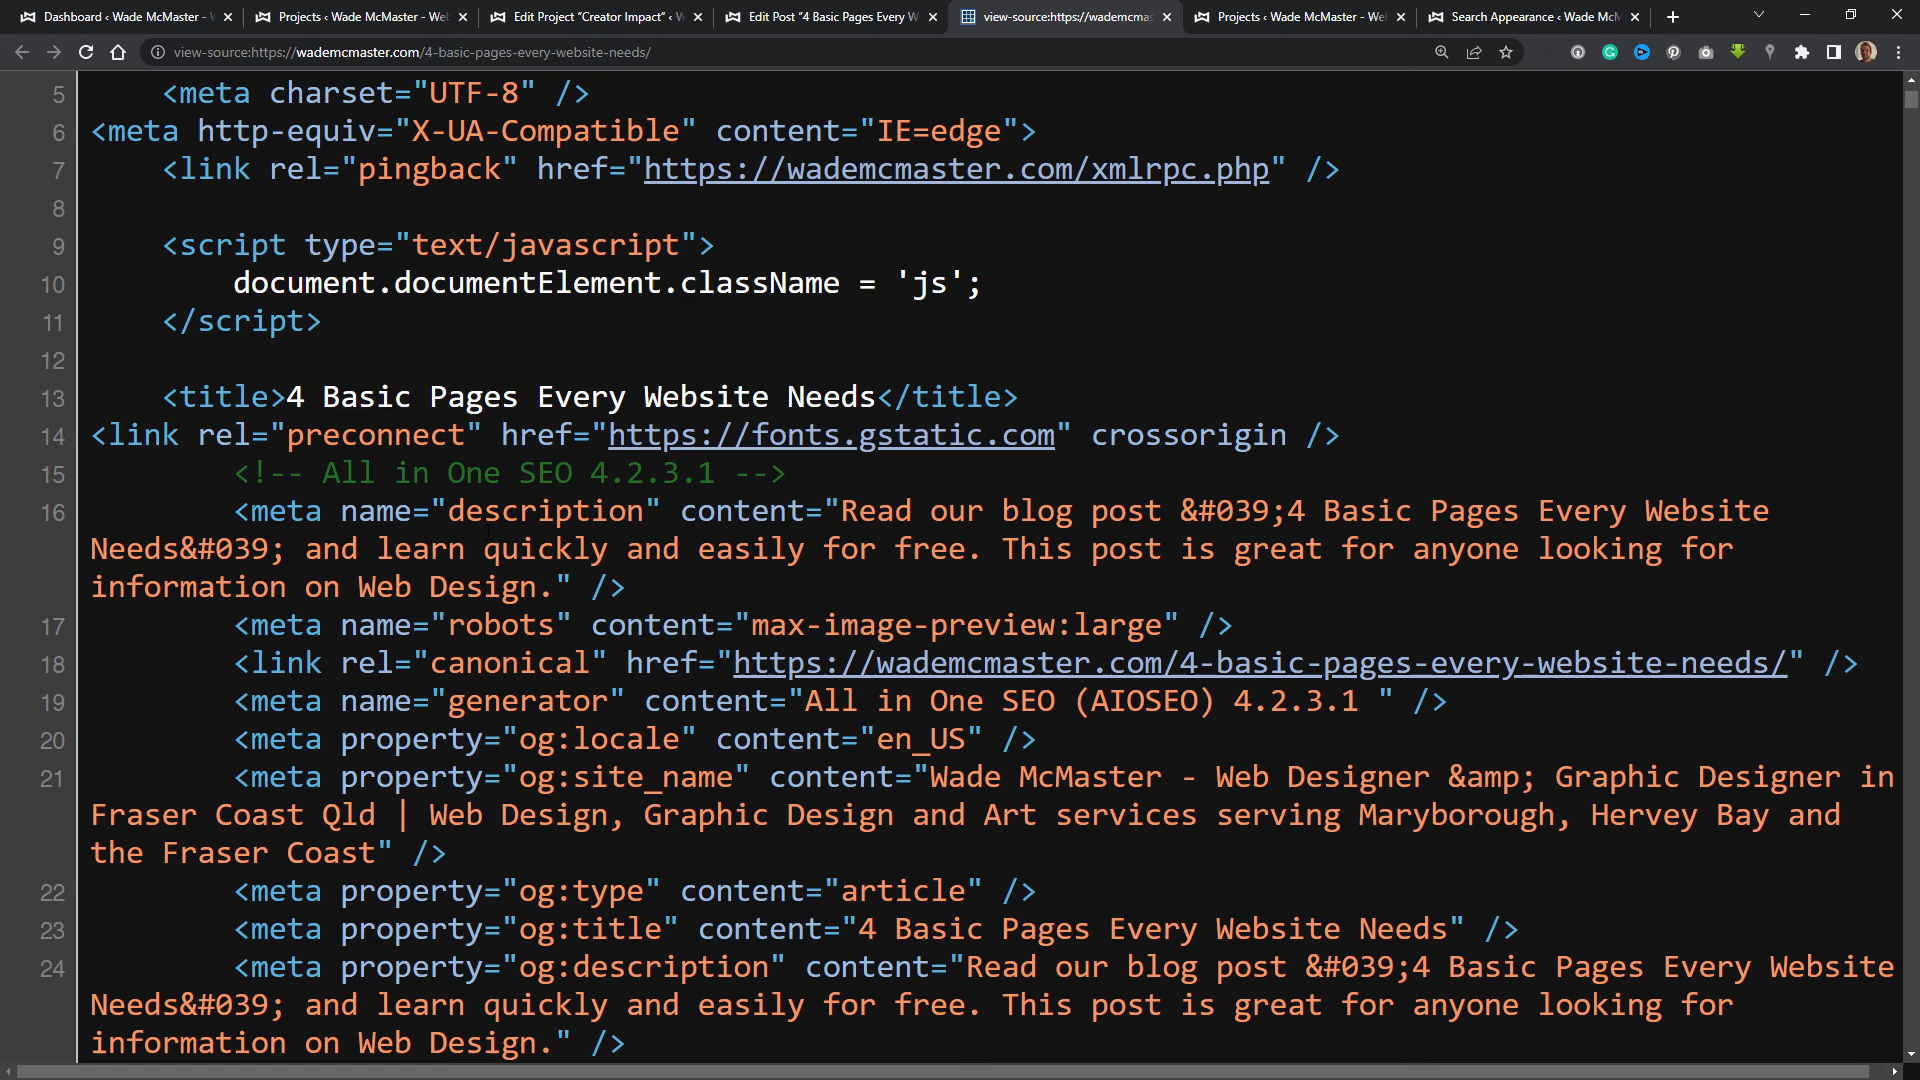 Dashboard ‹ Wade McMaster -
Projects ‹ Wade McMaster - We
Edit Project "Creator Impact" ‹ W
Edit Post "4 Basic Pages Every W
view-source:https://wademcmas
Projects ‹ Wade McMaster - We
Search Appearance ‹ Wade McM
view-source:https://wademcmaster.com/4-basic-pages-every-website-needs/
5 <meta charset="UTF-8" />
6 <meta http-equiv="X-UA-Compatible" content="IE=edge">
7 <link rel="pingback" href="https://wademcmaster.com/xmlrpc.php" />
8
9 <script type="text/javascript">
10 document.documentElement.className = 'js';
11 </script>
12
13 <title>4 Basic Pages Every Website Needs</title>
14 <link rel="preconnect" href="https://fonts.gstatic.com" crossorigin />
15 <!-- All in One SEO 4.2.3.1 -->
16 <meta name="description" content="Read our blog post &#039;4 Basic Pages Every Website
Needs&#039; and learn quickly and easily for free. This post is great for anyone looking for
information on Web Design." />
17 <meta name="robots" content="max-image-preview:large" />
18 <link rel="canonical" href="https://wademcmaster.com/4-basic-pages-every-website-needs/" />
19 <meta name="generator" content="All in One SEO (AIOSEO) 4.2.3.1 " />
20 <meta property="og:locale" content="en_US" />
21 <meta property="og:site_name" content="Wade McMaster - Web Designer &amp; Graphic Designer in
Fraser Coast Qld | Web Design, Graphic Design and Art services serving Maryborough, Hervey Bay and
the Fraser Coast" />
22 <meta property="og:type" content="article" />
23 <meta property="og:title" content="4 Basic Pages Every Website Needs" />
24 <meta property="og:description" content="Read our blog post &#039;4 Basic Pages Every Website
Needs&#039; and learn quickly and easily for free. This post is great for anyone looking for
information on Web Design." />